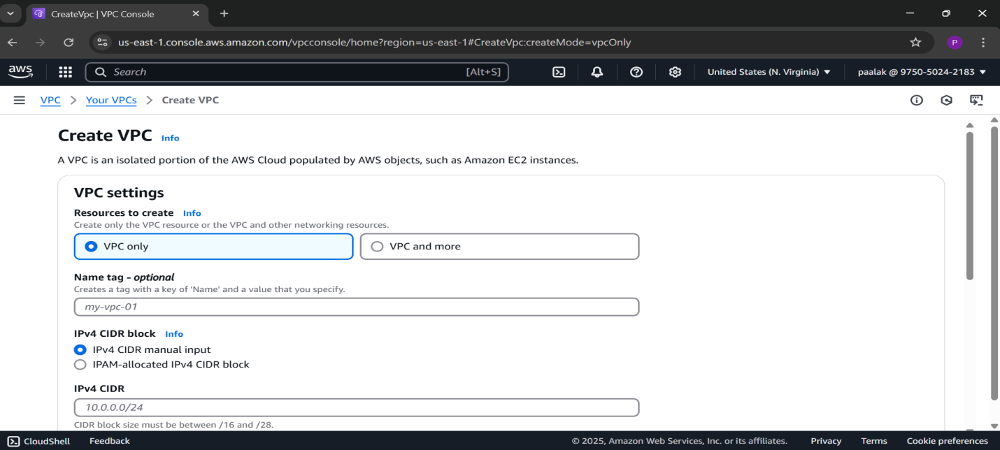 CreateVpc | VPC Console
us-east-1.console.aws.amazon.com/vpcconsole/home?region=us-east-1#CreateVpc:createMode=vpcOnly
P
aws
Search
[Alt+S]
United States (N. Virginia)
paalak @ 9750-5024-2183
VPC > Your VPCs > Create VPC
Create VPC Info
A VPC is an isolated portion of the AWS Cloud populated by AWS objects, such as Amazon EC2 instances.
VPC settings
Resources to create Info
Create only the VPC resource or the VPC and other networking resources.
VPC only
VPC and more
Name tag - optional
Creates a tag with a key of 'Name' and a value that you specify.
my-vpc-01
IPv4 CIDR block Info
IPv4 CIDR manual input
IPAM-allocated IPv4 CIDR block
IPv4 CIDR
10.0.0.0/24
CIDR block size must be between /16 and /28.
CloudShell Feedback
© 2025, Amazon Web Services, Inc. or its affiliates. Privacy Terms Cookie preferences